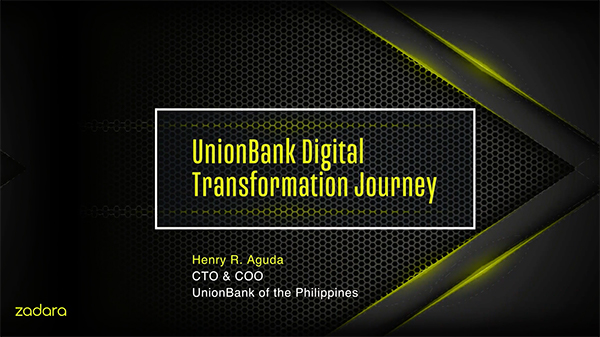 UnionBank Digital
Transformation Journey
Henry R. Aguda
CTO & COO
UnionBank of the Philippines
zadara